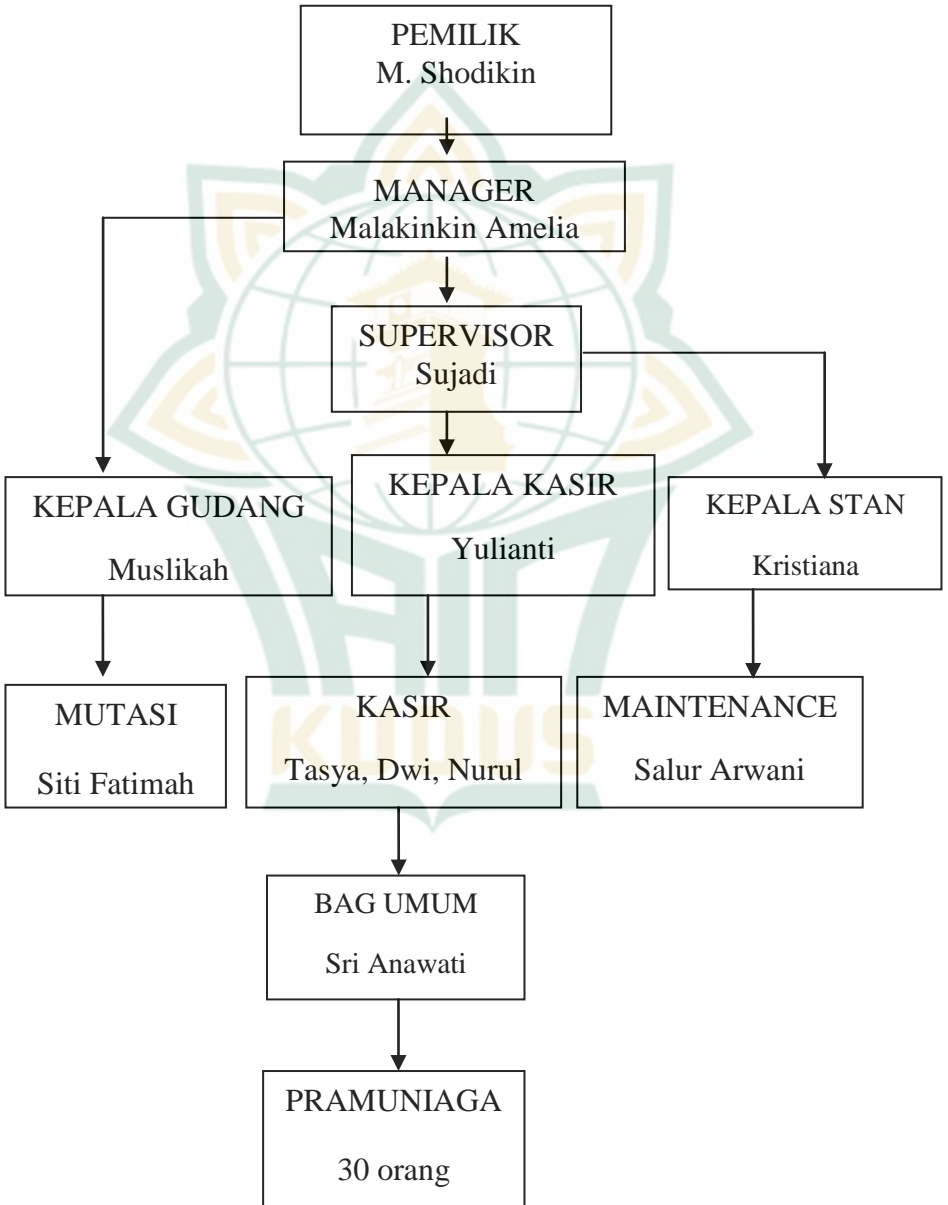 PEMILIK
M. Shodikin
MANAGER
Malakinkin Amelia
SUPERVISOR
Sujadi
KEPALA GUDANG
Muslikah
KEPALA KASIR
Yulianti
KEPALA STAN
Kristiana
MUTASI
Siti Fatimah
KASIR
Tasya, Dwi, Nurul
MAINTENANCE
Salur Arwani
KUDUS
BAG UMUM
Sri Anawati
PRAMUNIAGA
30 orang